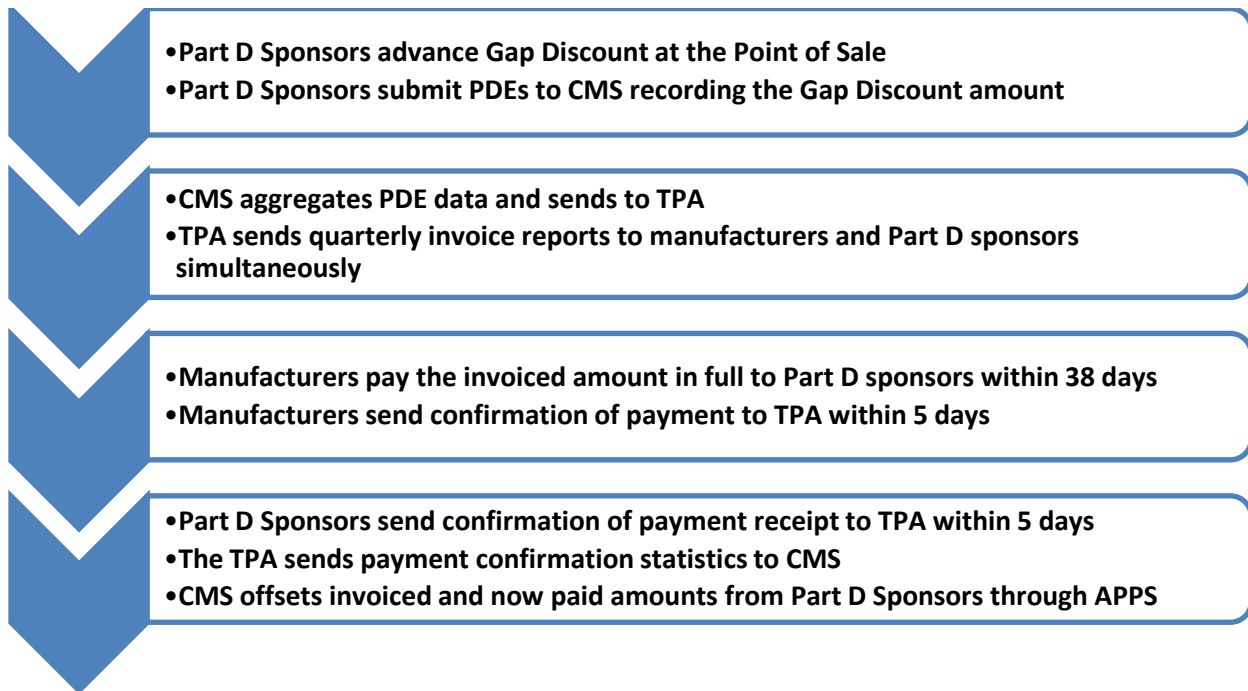 •Part D Sponsors advance Gap Discount at the Point of Sale
•Part D Sponsors submit PDEs to CMS recording the Gap Discount amount
•CMS aggregates PDE data and sends to TPA
•TPA sends quarterly invoice reports to manufacturers and Part D sponsors
simultaneously
•Manufacturers pay the invoiced amount in full to Part D sponsors within 38 days
•Manufacturers send confirmation of payment to TPA within 5 days
•Part D Sponsors send confirmation of payment receipt to TPA within 5 days
•The TPA sends payment confirmation statistics to CMS
•CMS offsets invoiced and now paid amounts from Part D Sponsors through APPS